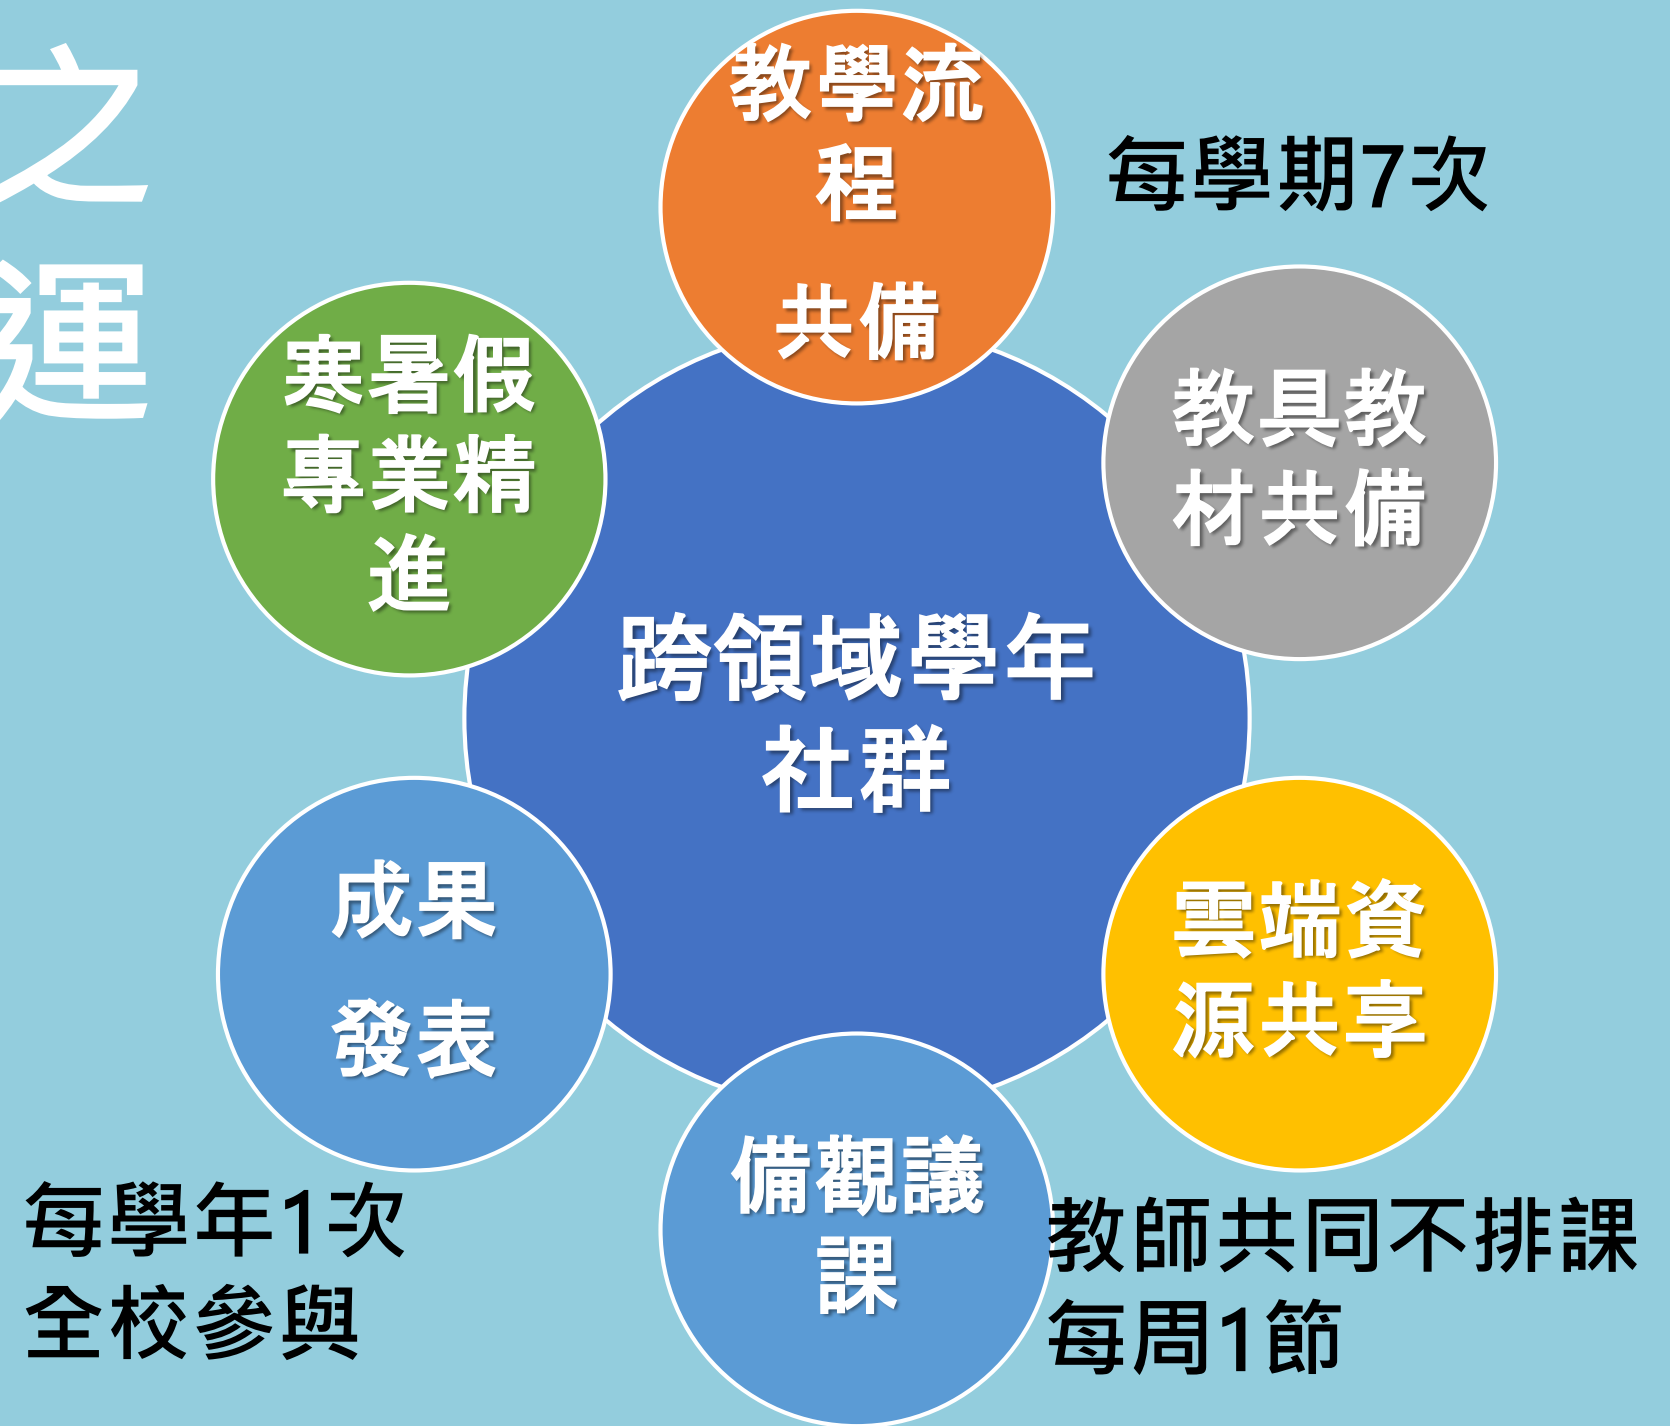 之
運
教學流
程
共備
每學期7次
寒暑假
專業精
進
教具教
材共備
跨領域學年
社群
成果
發表
雲端資
源共享
備觀議
課
每學年1次
全校參與
教師共同不排課
每周1節